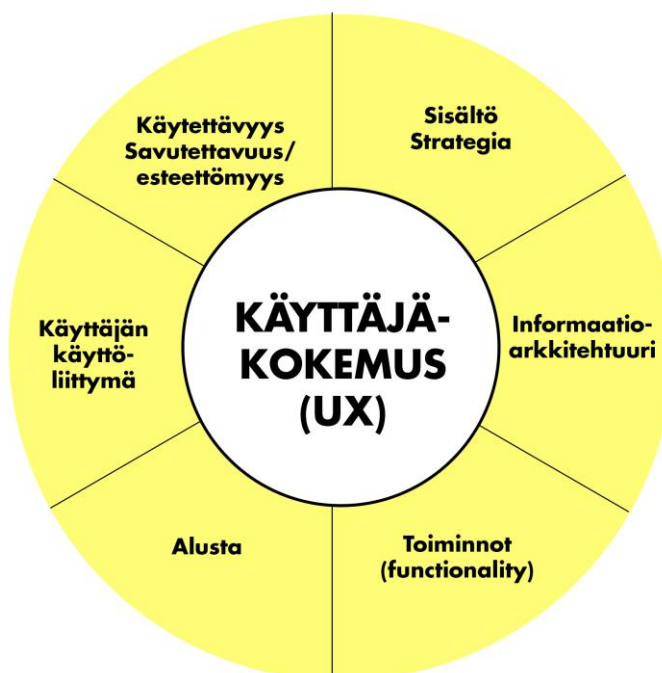 Käytettävyys
Savutettavuus/
esteettömyys
Sisältö
Strategia
Käyttäjän
käyttö-
liittymä
KÄYTTÄJÄ-
KOKEMUS
(UX)
Informaatio-
arkkitehtuuri
Alusta
Toiminnot
(functionality)